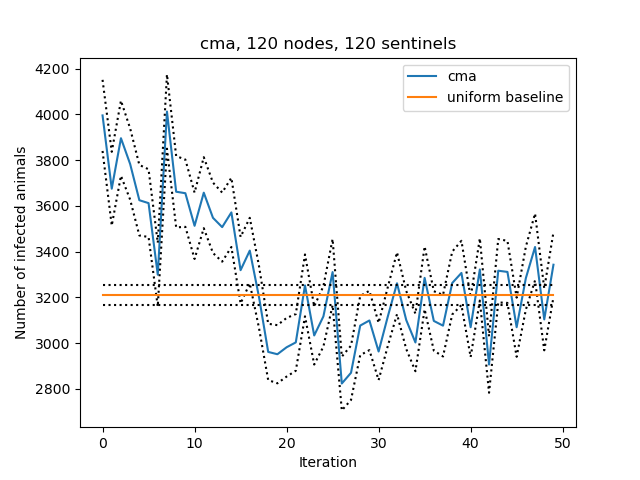 cma, 120 nodes, 120 sentinels
cma
uniform baseline
4200
4000
3800
3600
3400
3200
3000
2800
Number of infected animals
0 10 20 30 40 50
Iteration